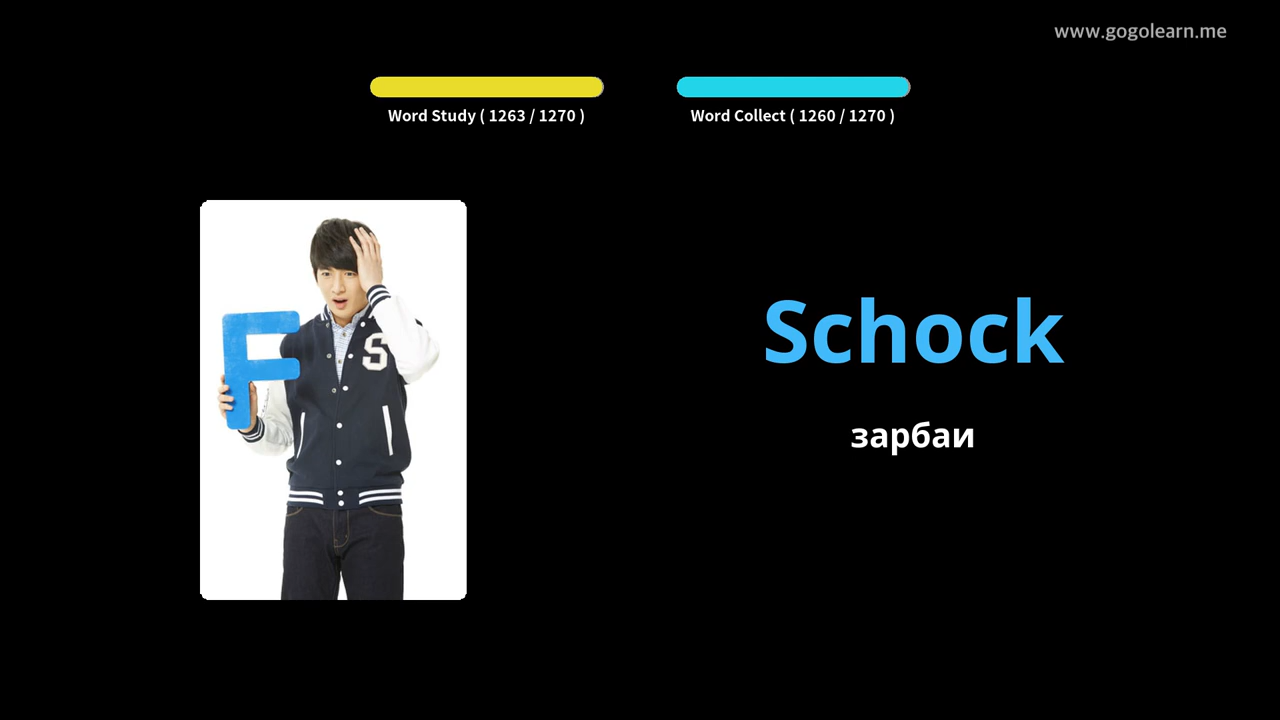 www.gogolearn.me
Word Study ( 1263 / 1270 )
Word Collect ( 1260 / 1270 )
F
S
Schock
зарбаи